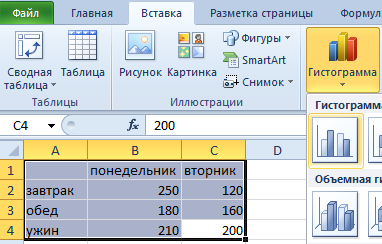 Файл Главная Вставка Разметка страницы Формул
Сводная таблица Таблица Рисунок Картинка Фигуры SmartArt Снимок Гистограмма
Таблицы Иллюстрации Гистограмма
C4 fx 200
Объемная ги
A B C D
1 понедельник вторник
2 завтрак 250 120
3 обед 180 160
4 ужин 210 200